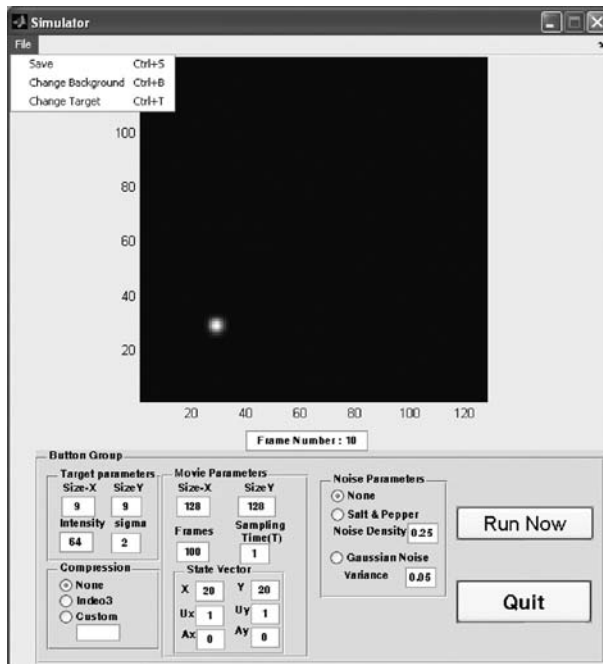 Simulator
File
Save Ctrl+S
Change Background Ctrl+B
Change Target Ctrl+T
100
80
60
40
20
20 40 60 80 100 120
Frame Number : 10
Button Group
Target parameters
Size-X SizeY
9 9
Intensity sigma
64 2
Compression
None
Indeo3
Custom
Movie Parameters
Size-X SizeY
128 128
Frames Sampling Time(T)
100 1
State Vector
X 20 Y 20
Ux 1 Uy 1
Ax 0 Ay 0
Noise Parameters
None
Salt & Pepper
Noise Density 0.25
Gaussian Noise
Variance 0.05
Run Now
Quit